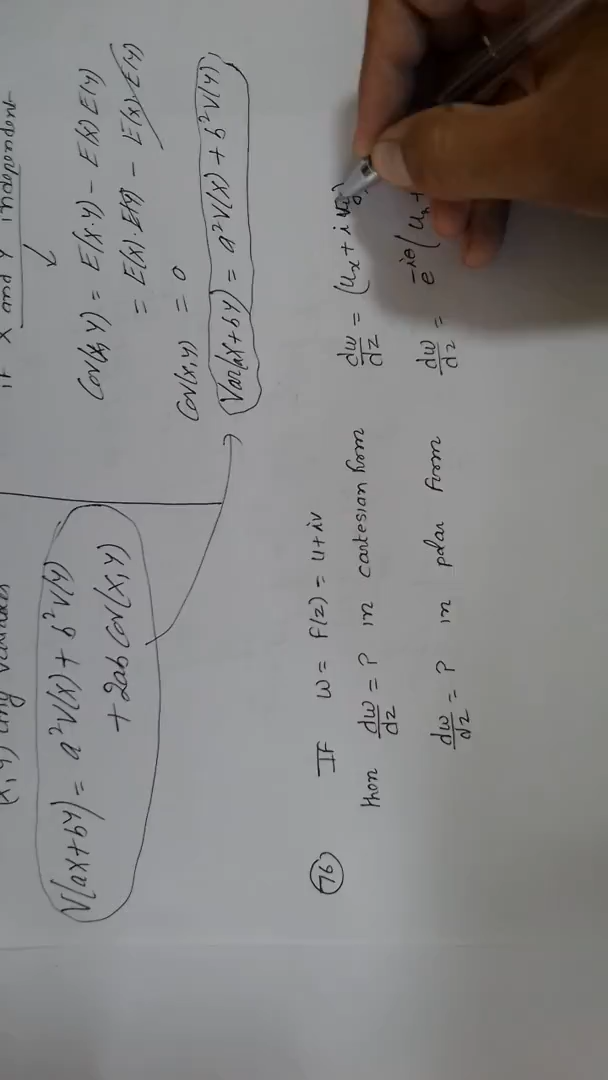 (X, Y) any variables
V(aX+bY) = a²V(X) + b²V(Y)
+ 2ab Cov(X, Y)
if X and Y independent
Cov(X, Y) = E(X·Y) - E(X) E(Y)
= E(X)·E(Y) - E(X) E(Y)
Cov(X, Y) = 0
Var(aX+bY) = a²V(X) + b²V(Y)
76 If w = f(z) = u+iv
then dw/dz = ? in cartesian form dw/dz = (u_x + i
dw/dz = ? in polar form dw/dz = e^-iθ (u_r +